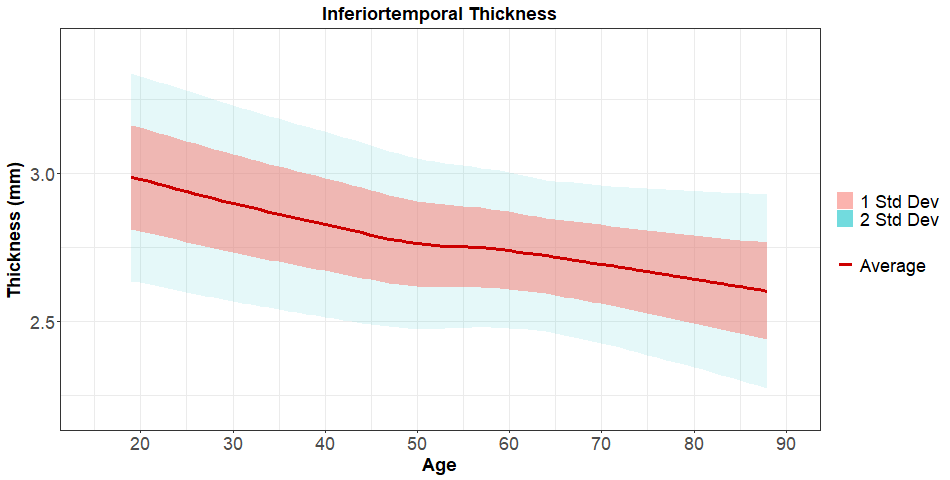 Inferiortemporal Thickness
Thickness (mm)
3.0
2.5
20 30 40 50 60 70 80 90
Age
1 Std Dev
2 Std Dev
Average